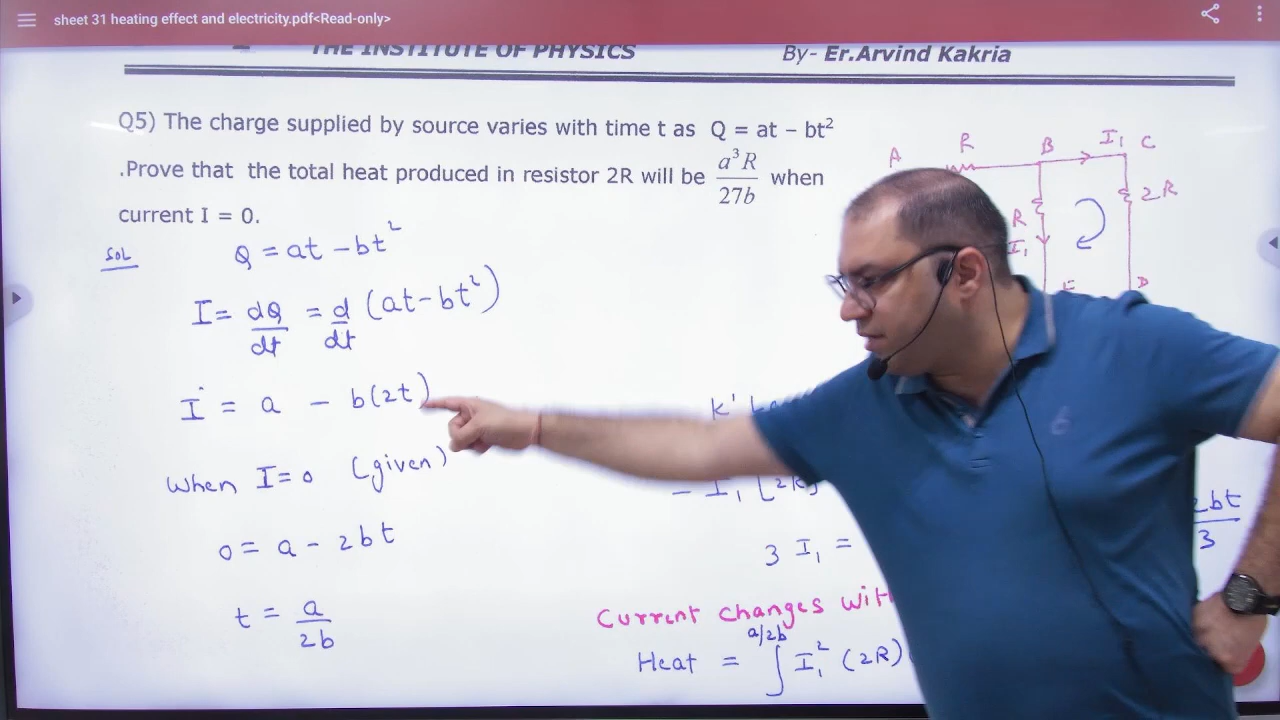 sheet 31 heating effect and electricity.pdf<Read-only>
THE INSTITUTE OF PHYSICS By- Er.Arvind Kakria
Q5) The charge supplied by source varies with time t as Q = at – bt²
.Prove that the total heat produced in resistor 2R will be a³R/27b when
current I = 0.
Sol Q = at – bt²
I = dQ/dt = d/dt (at – bt²)
I = a – b(2t)
When I = 0 (given)
0 = a – 2bt
t = a/2b
A R B I₁ C
R 2R
I₁
D
– I₁ (2R)
3 I₁ =
2bt/3
Current changes with
Heat = ∫ a/2b I₁² (2R)